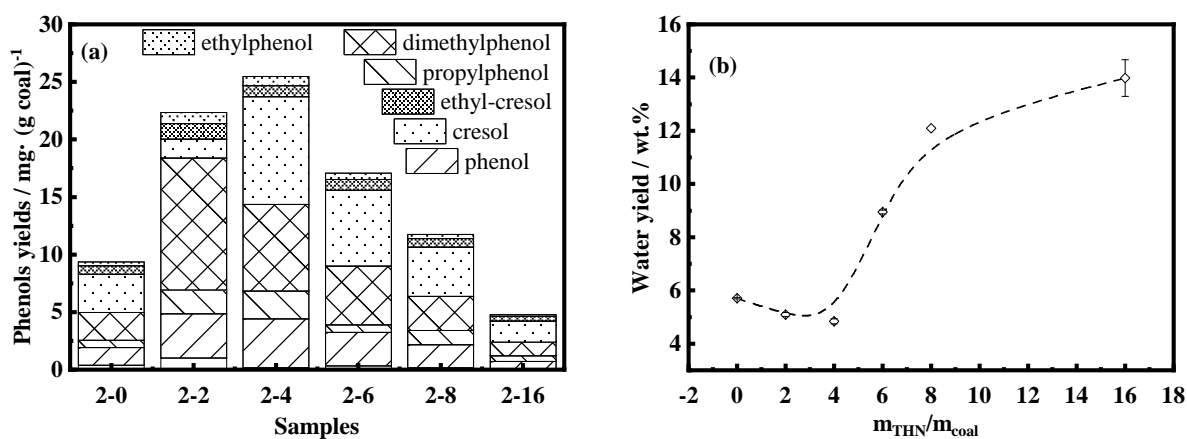 (a)
ethylphenol
dimethylphenol
propylphenol
ethyl-cresol
cresol
phenol
30
25
20
15
10
5
0
Phenols yields / mg· (g coal)-1
2-0 2-2 2-4 2-6 2-8 2-16
Samples
(b)
16
14
12
10
8
6
4
Water yield / wt.%
-2 0 2 4 6 8 10 12 14 16 18
mTHN/mcoal